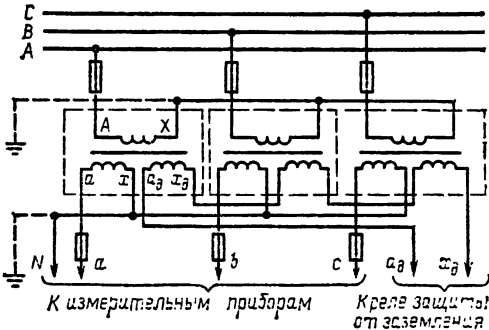 C
B
A
A X
a x aд xд
N a b c aд xд
К измерительным приборам
К реле защиты
от заземления